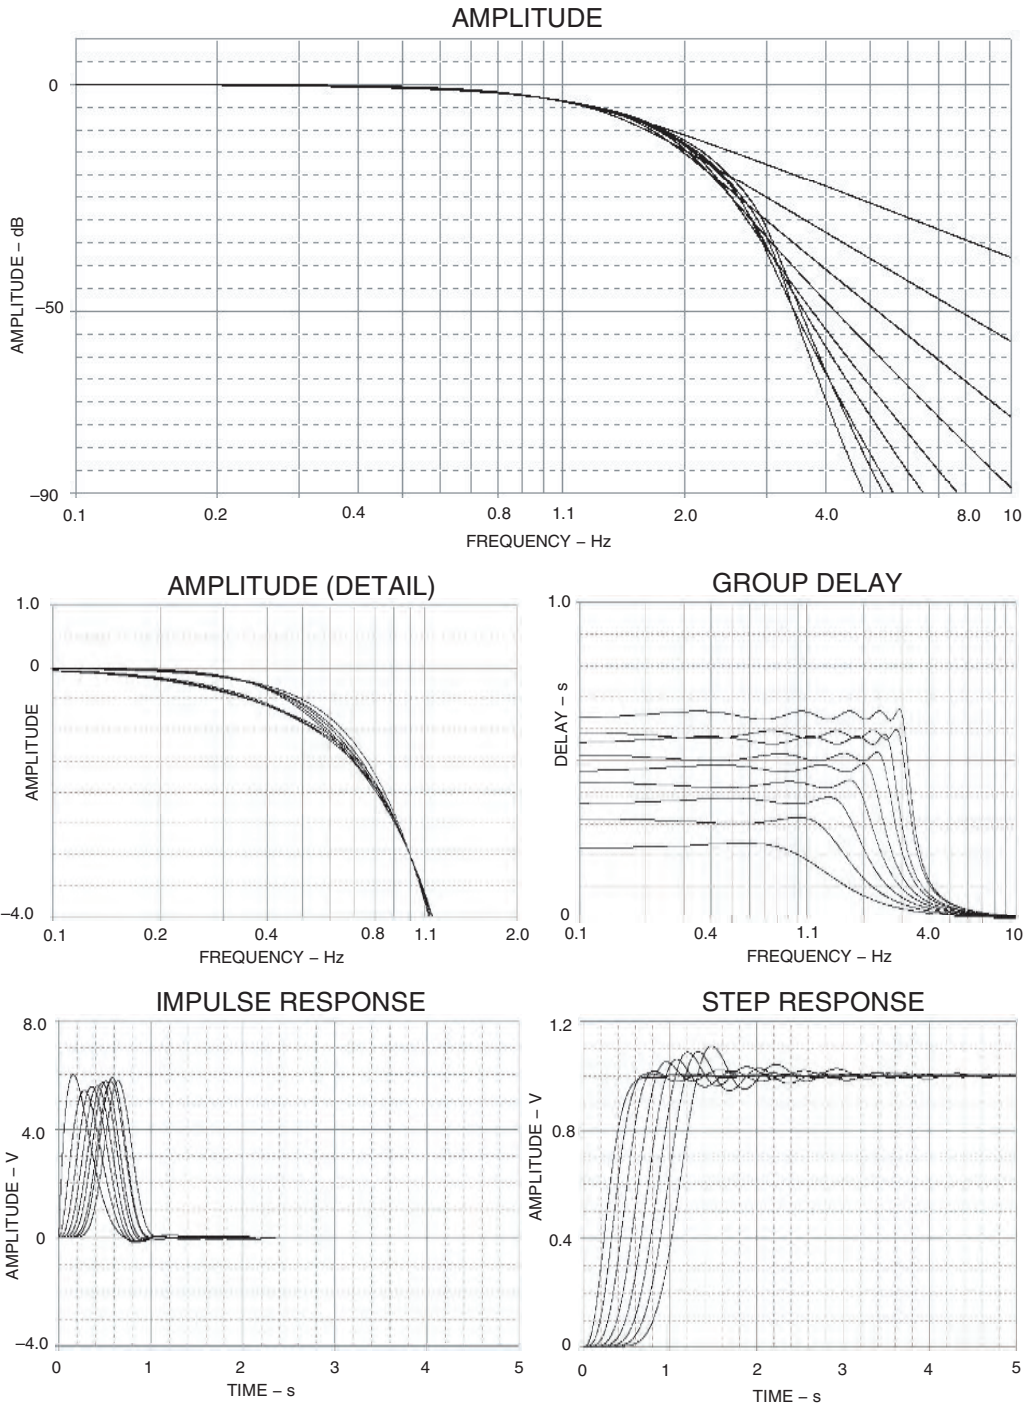 AMPLITUDE
0
–50
–90
AMPLITUDE – dB
0.1 0.2 0.4 0.8 1.1 2.0 4.0 8.0 10
FREQUENCY – Hz
AMPLITUDE (DETAIL)
1.0
0
–4.0
AMPLITUDE
0.1 0.2 0.4 0.8 1.1 2.0
FREQUENCY – Hz
GROUP DELAY
1.0
0
DELAY – s
0.1 0.4 1.1 4.0 10
FREQUENCY – Hz
IMPULSE RESPONSE
8.0
4.0
0
–4.0
AMPLITUDE – V
0 1 2 3 4 5
TIME – s
STEP RESPONSE
1.2
0.8
0.4
0
AMPLITUDE – V
0 1 2 3 4 5
TIME – s